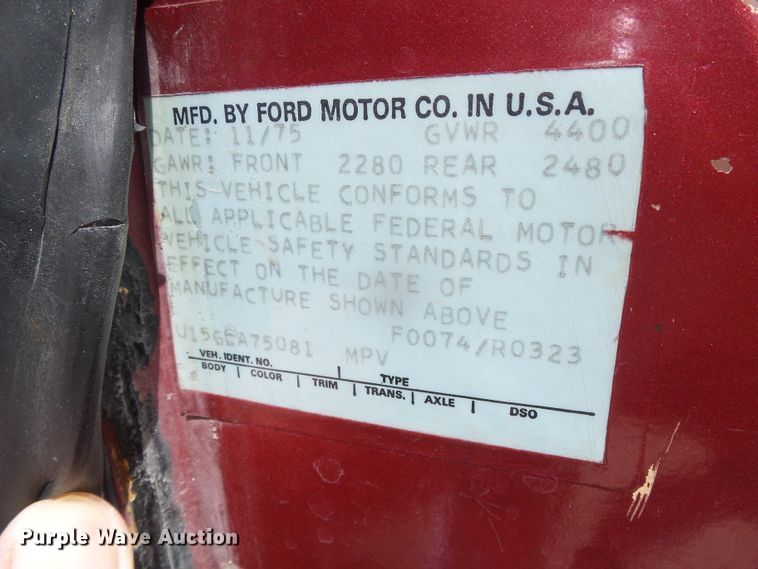 MFD. BY FORD MOTOR CO. IN U.S.A.
DATE: 11/75 GVWR 4400
GAWR: FRONT 2280 REAR 2480
THIS VEHICLE CONFORMS TO
ALL APPLICABLE FEDERAL MOTOR
VEHICLE SAFETY STANDARDS IN
EFFECT ON THE DATE OF
MANUFACTURE SHOWN ABOVE
F0074/R0323
U15GLA75081 MPV
VEH. IDENT. NO. TYPE
BODY COLOR TRIM TRANS. AXLE DSO
Purple Wave Auction